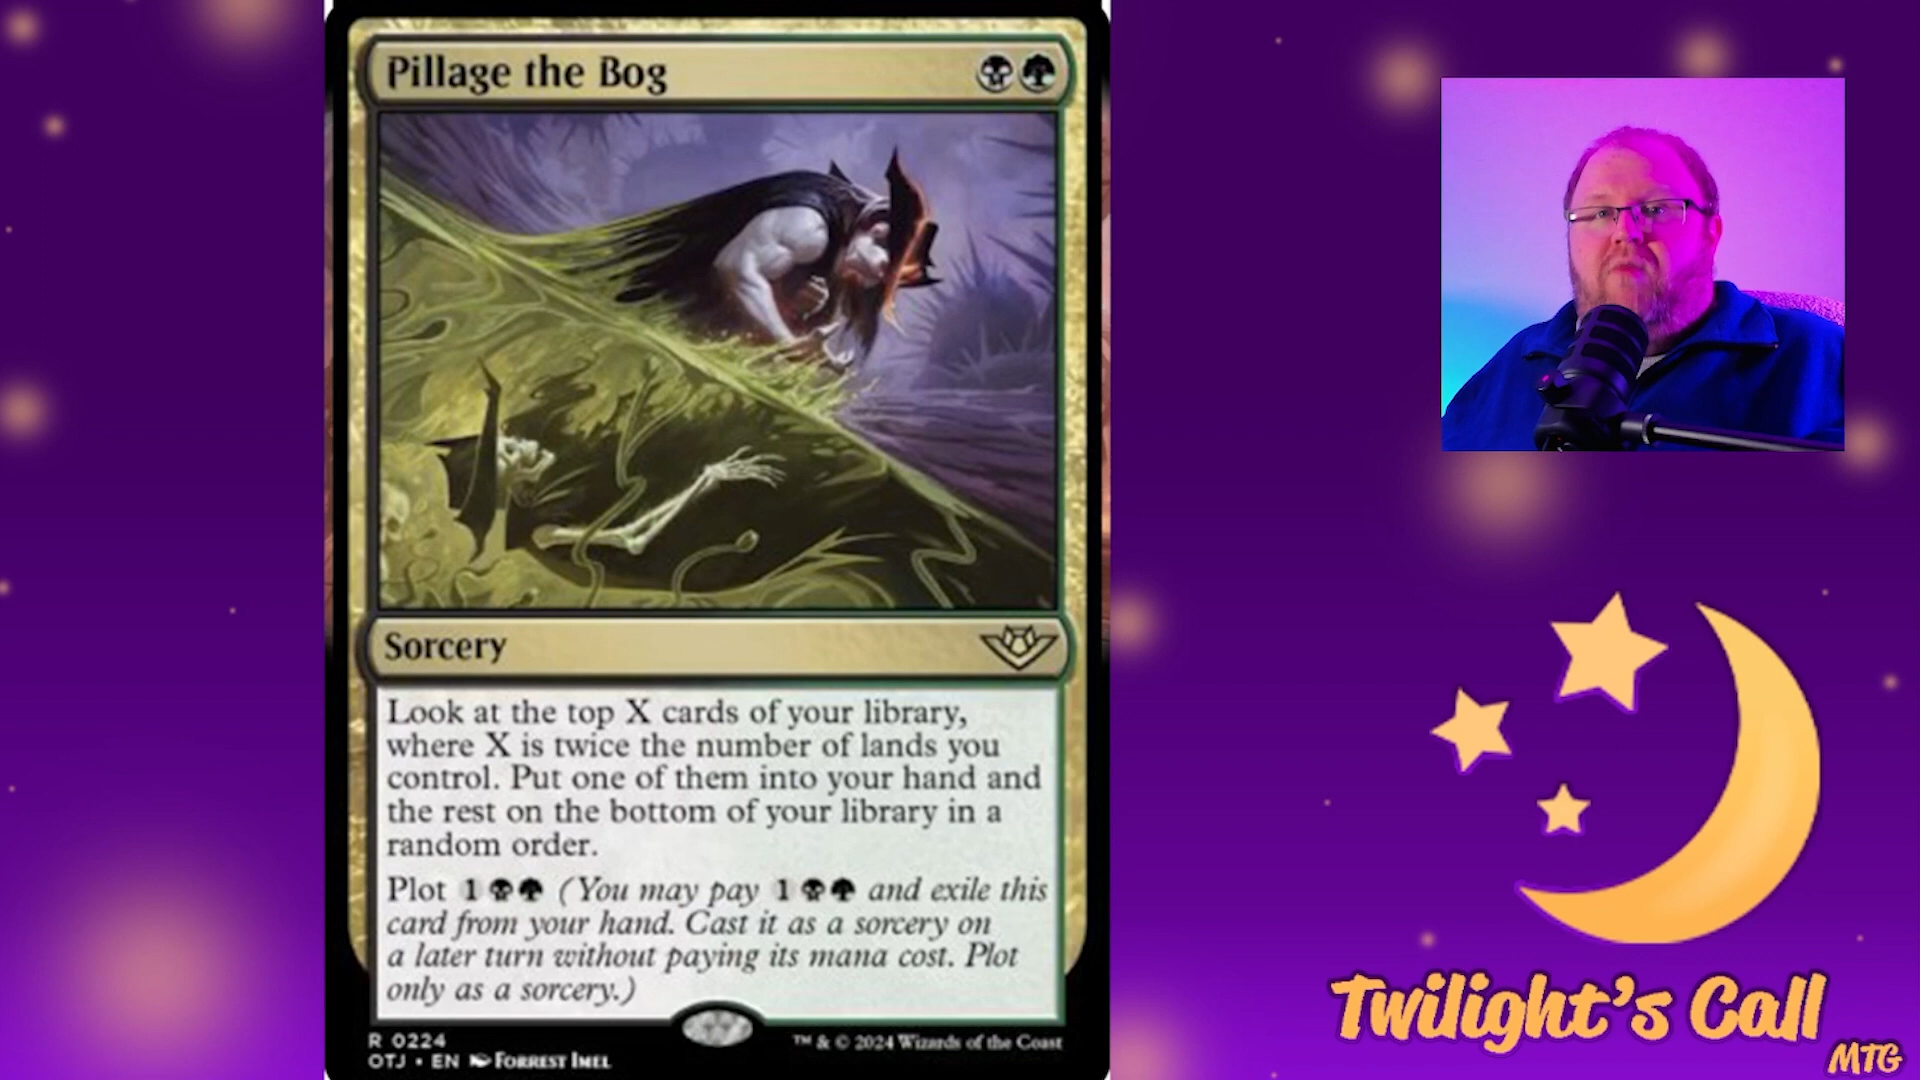 Pillage the Bog
Sorcery
Look at the top X cards of your library,
where X is twice the number of lands you
control. Put one of them into your hand and
the rest on the bottom of your library in a
random order.
Plot 1 (You may pay 1 and exile this
card from your hand. Cast it as a sorcery on
a later turn without paying its mana cost. Plot
only as a sorcery.)
R 0224
OTJ • EN Forrest Imel
™ & © 2024 Wizards of the Coast
Twilight's Call
MTG